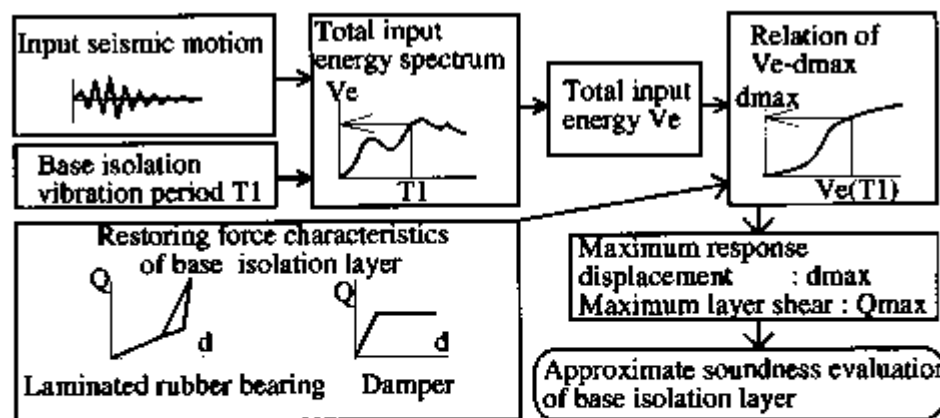 Input seismic motion
Base isolation
vibration period T1
Total input
energy spectrum
Ve
T1
Total input
energy Ve
Relation of
Ve-dmax
dmax
Ve(T1)
Restoring force characteristics
of base isolation layer
Q
d
Laminated rubber bearing
Q
d
Damper
Maximum response
displacement : dmax
Maximum layer shear : Qmax
Approximate soundness evaluation
of base isolation layer